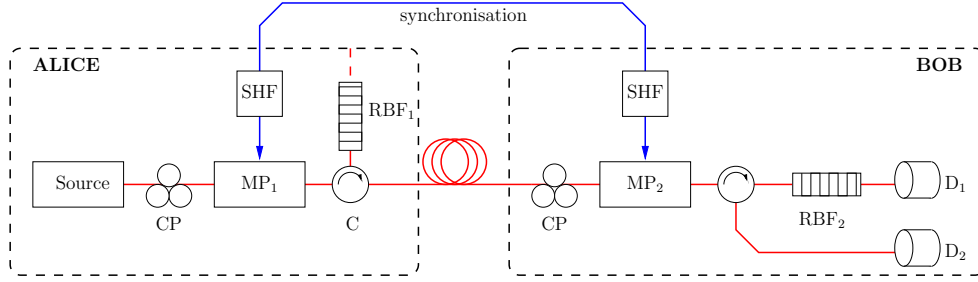 synchronisation
ALICE
BOB
SHF
SHF
RBF₁
Source
MP₁
MP₂
D₁
CP
C
CP
RBF₂
D₂